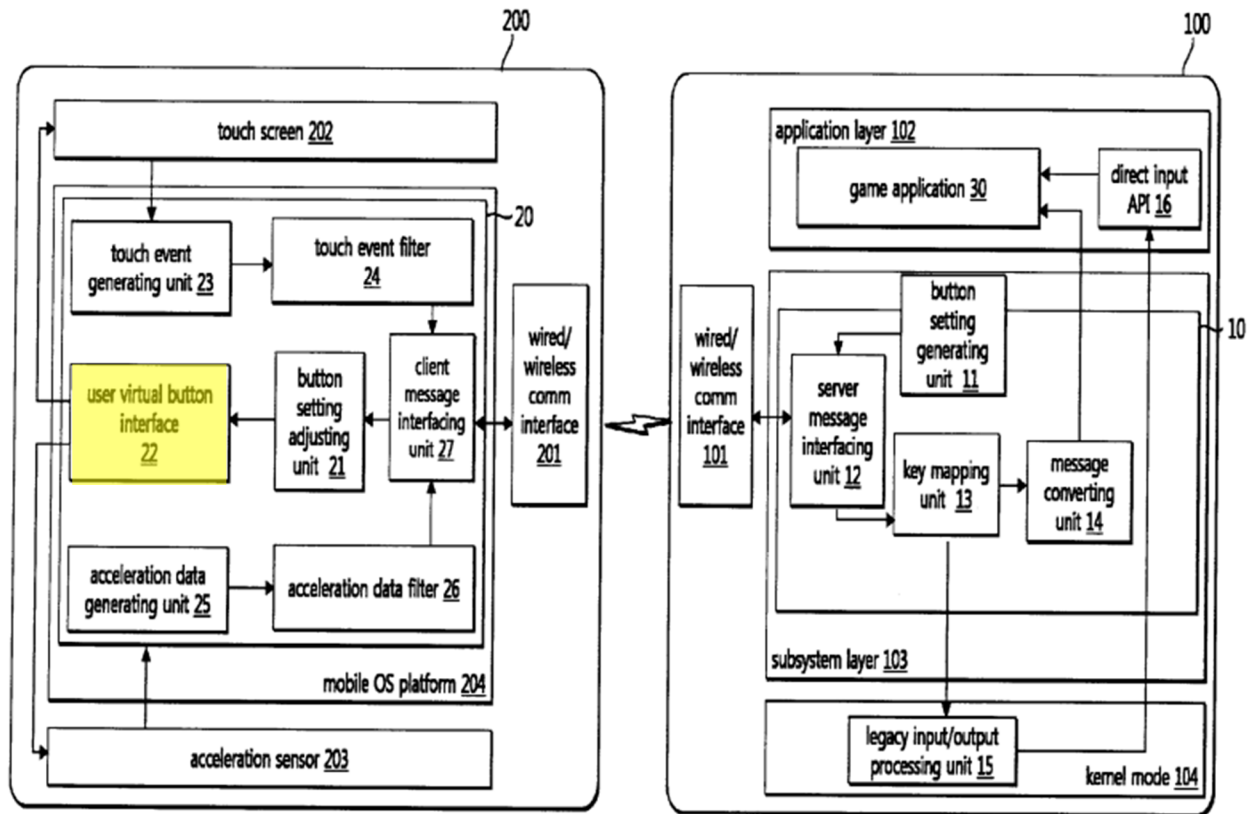 200
touch screen 202
20
touch event
generating unit 23
touch event filter
24
user virtual button
interface
22
button
setting
adjusting
unit 21
client
message
interfacing
unit 27
wired/
wireless
comm
interface
201
acceleration data
generating unit 25
acceleration data filter 26
mobile OS platform 204
acceleration sensor 203
100
application layer 102
game application 30
direct input
API 16
button
setting
generating
unit 11
10
wired/
wireless
comm
interface
101
server
message
interfacing
unit 12
key mapping
unit 13
message
converting
unit 14
subsystem layer 103
legacy input/output
processing unit 15
kernel mode 104